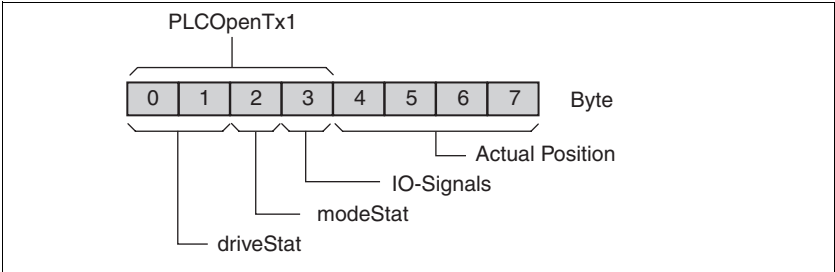 PLCOpenTx1
0 1 2 3 4 5 6 7 Byte
Actual Position
IO-Signals
modeStat
driveStat